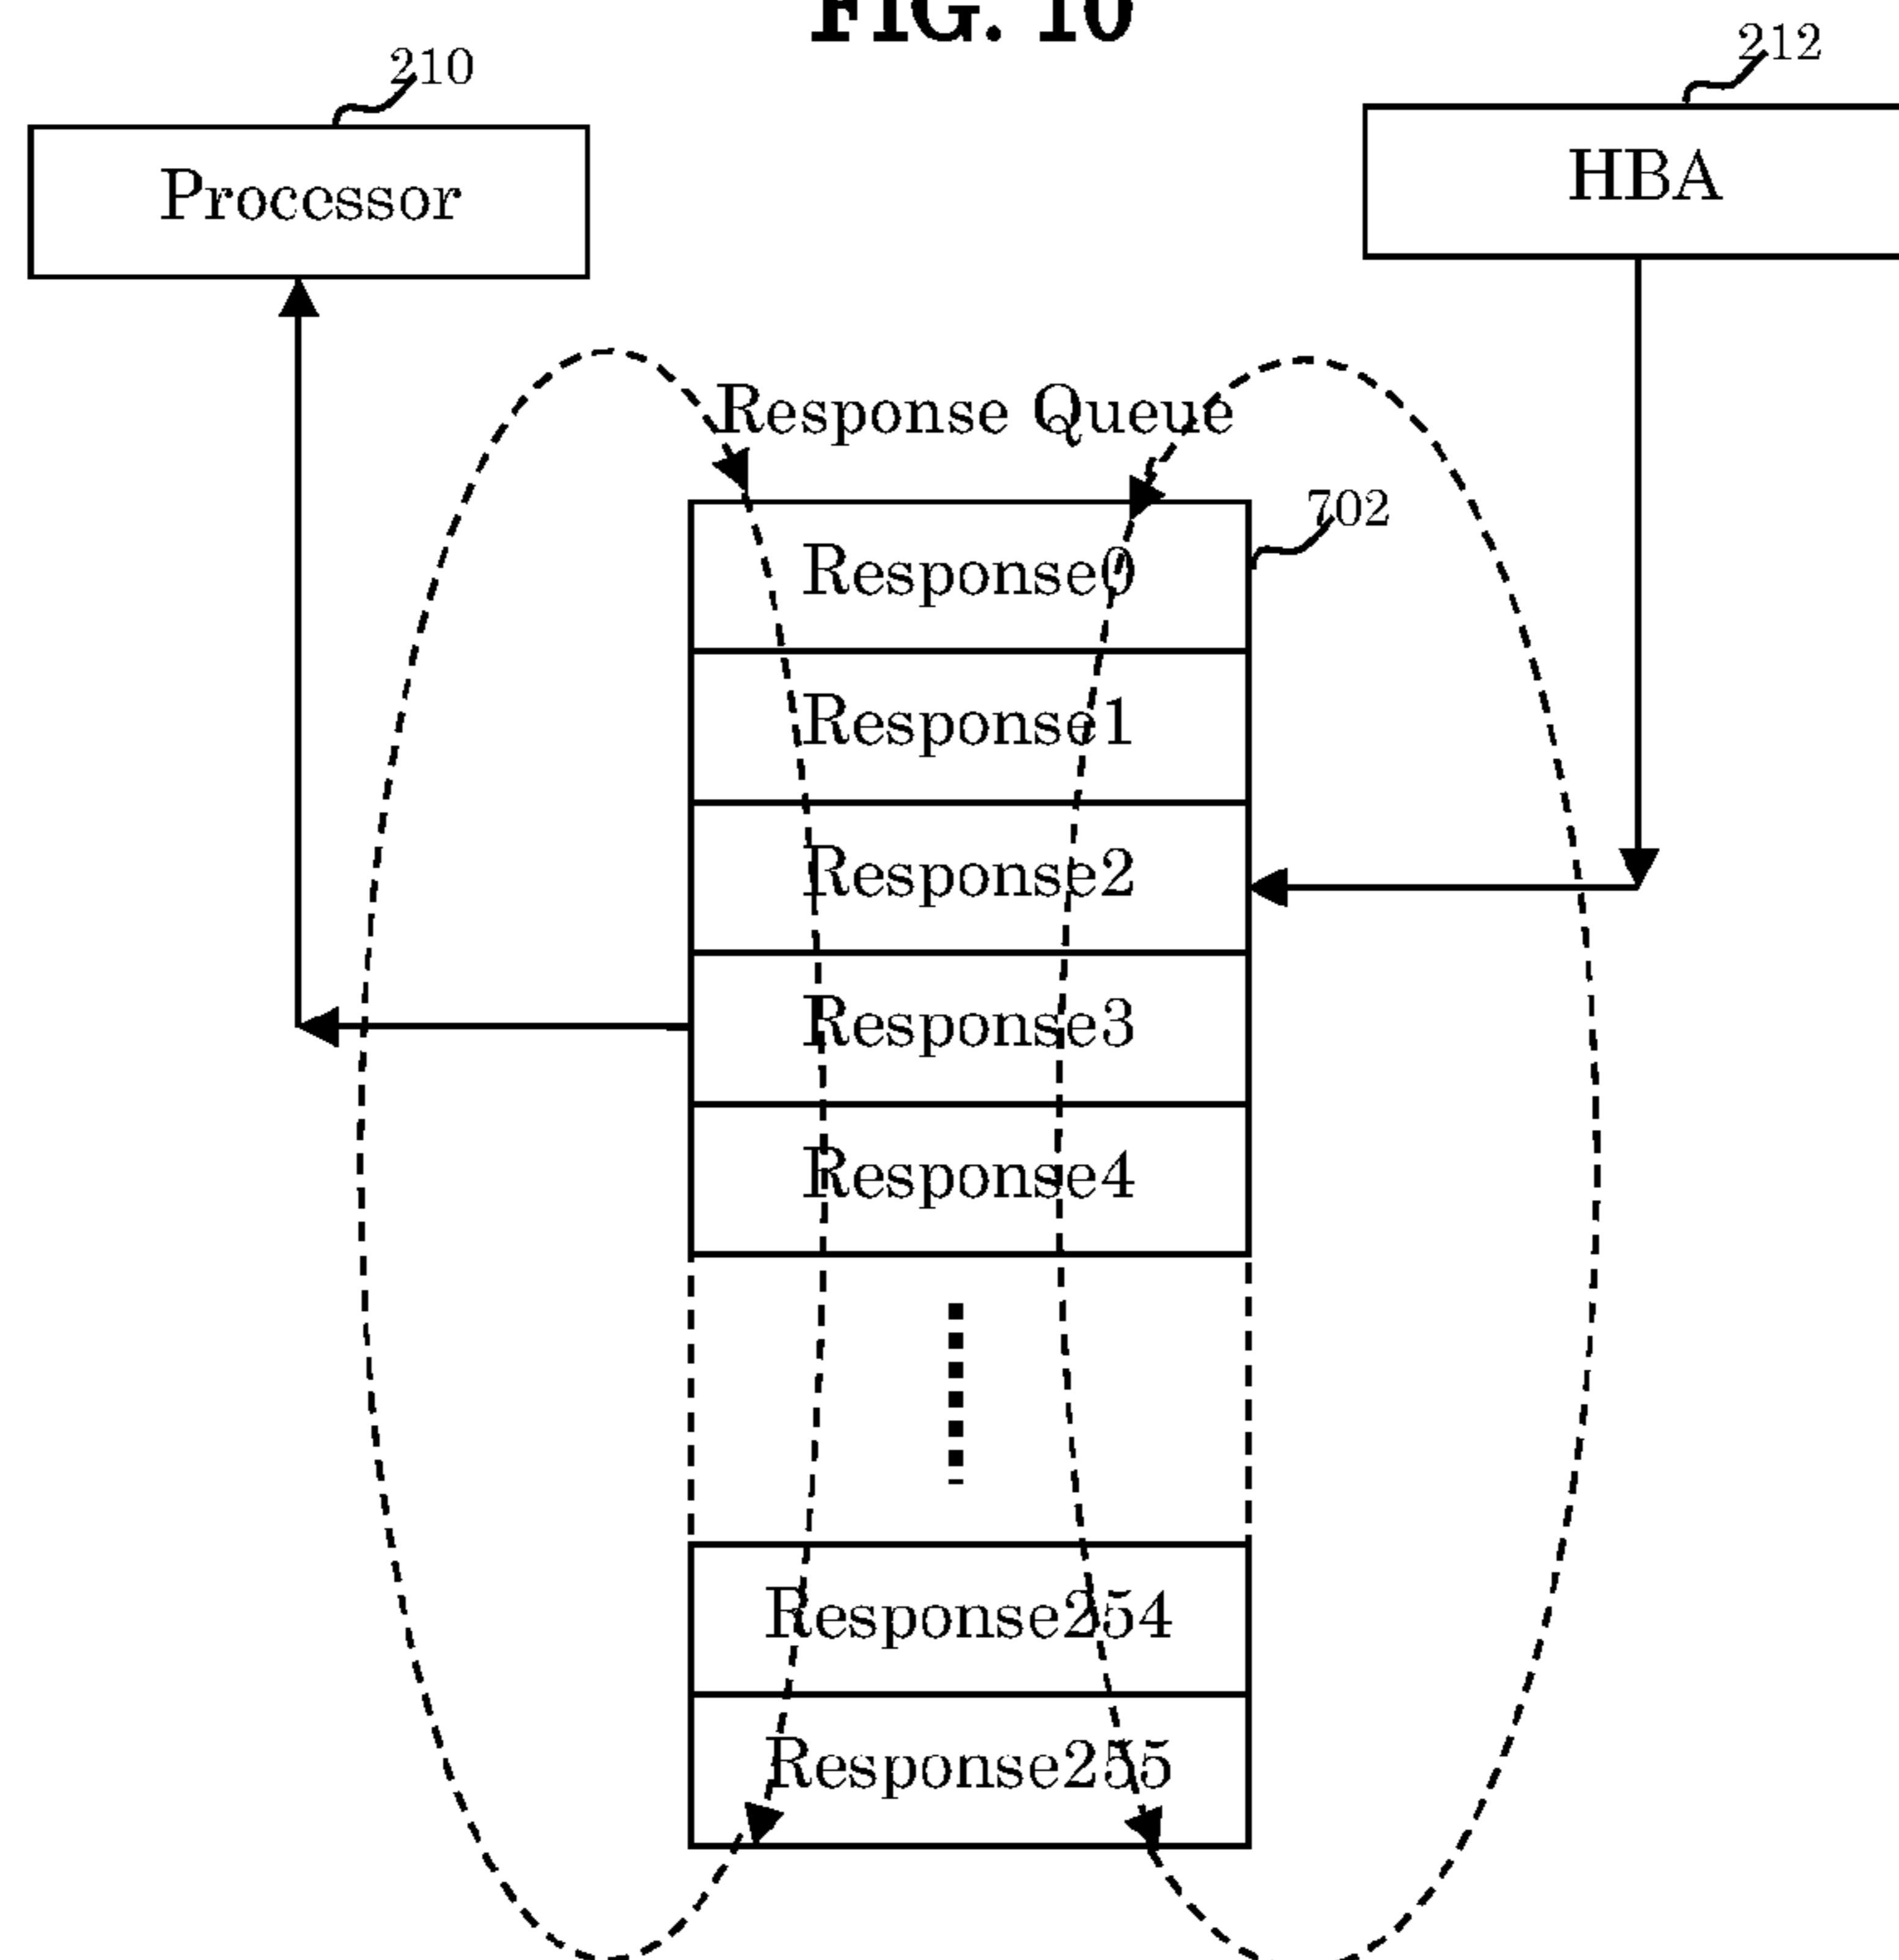 FIG. 10
210
212
Processor
HBA
Response Queue
702
Response0
Response1
Response2
Response3
Response4
Response254
Response255